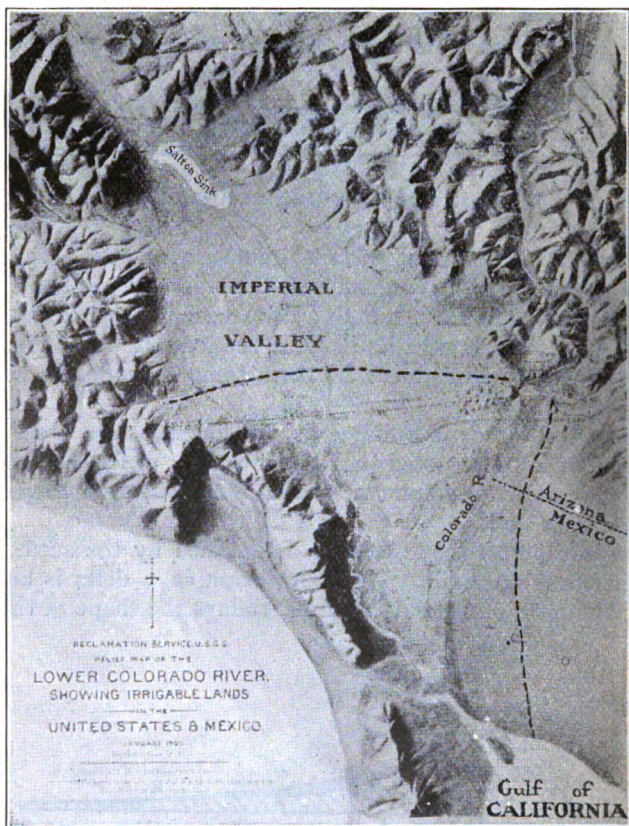 Salton Sink
IMPERIAL
VALLEY
Colorado R
Arizona
MEXICO
RECLAMATION SERVICE. U.S.G.S.
RELIEF MAP OF THE
LOWER COLORADO RIVER.
SHOWING IRRIGABLE LANDS
IN THE
UNITED STATES & MEXICO.
JANUARY
Gulf of
CALIFORNIA